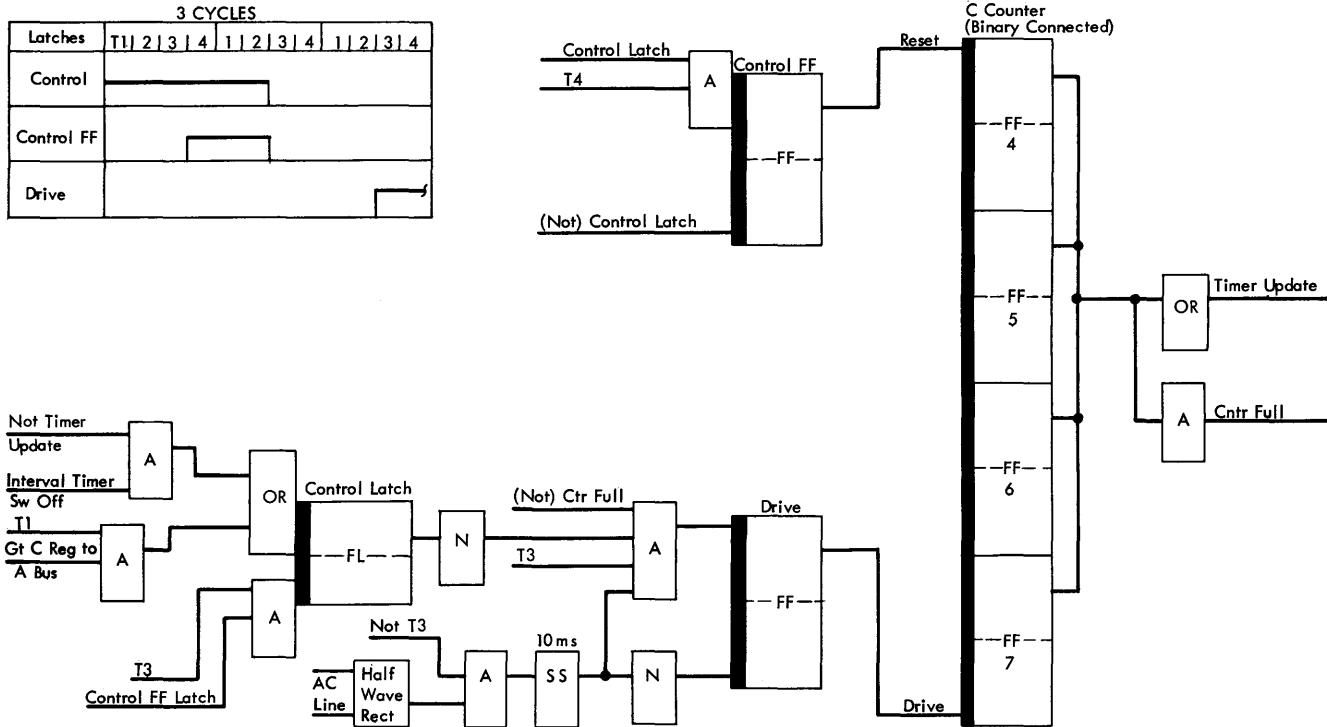 3 CYCLES
Latches
T1 2 3 4 1 2 3 4 1 2 3 4
Control
Control FF
Drive
Control Latch
T4
A
Control FF
FF
(Not) Control Latch
C Counter
(Binary Connected)
Reset
FF
4
FF
5
FF
6
FF
7
Drive
OR
Timer Update
A
Cntr Full
Not Timer
Update
Interval Timer
Sw Off
A
T1
Gt C Reg to
A Bus
A
OR
T3
Control FF Latch
A
Control Latch
FL
N
(Not) Ctr Full
T3
A
Not T3
AC
Line
Half
Wave
Rect
A
10 ms
SS
N
Drive
FF